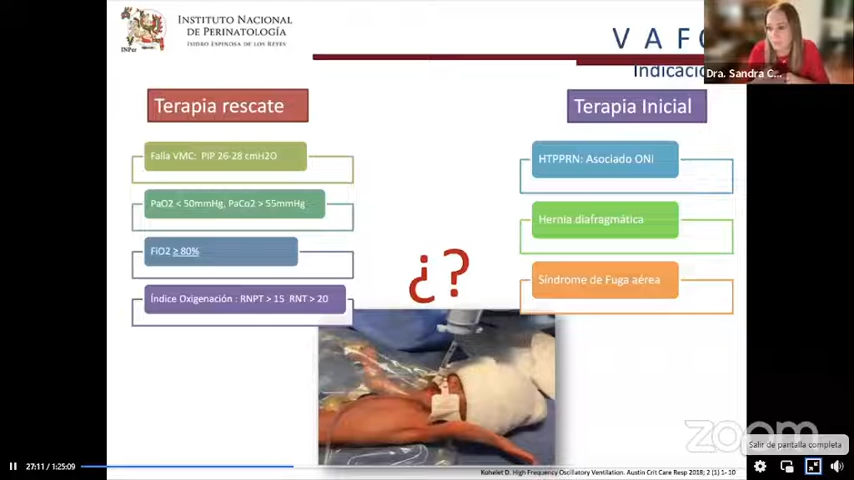 INSTITUTO NACIONAL
DE PERINATOLOGÍA
ISIDRO ESPINOSA DE LOS REYES
INPer
V A F
Indicaci
Dra. Sandra C...
Terapia rescate
Terapia Inicial
Falla VMC: PIP 26-28 cmH2O
PaO2 < 50mmHg, PaCo2 > 55mmHg
FiO2 ≥ 80%
Índice Oxigenación : RNPT > 15 RNT > 20
HTPPRN: Asociado ONi
Hernia diafragmática
Síndrome de Fuga aérea
¿?
zoom
Salir de pantalla completa
27:11 / 1:25:09
Kohelet D. High Frequency Oscillatory Ventilation. Austin Crit Care Resp 2018; 2 (1) 1- 10